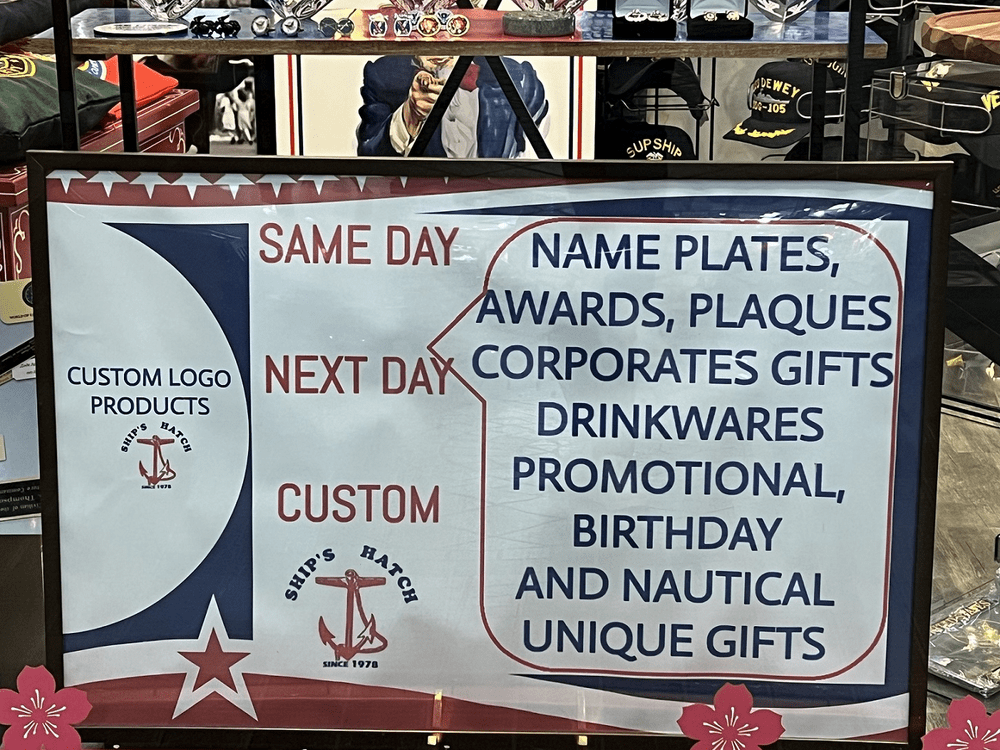 DEWEY
DDG-105
SUPSHIP
SAME DAY
NEXT DAY
CUSTOM
SHIP'S HATCH
SINCE 1978
CUSTOM LOGO
PRODUCTS
SHIP'S HATCH
SINCE 1978
NAME PLATES,
AWARDS, PLAQUES
CORPORATES GIFTS
DRINKWARES
PROMOTIONAL,
BIRTHDAY
AND NAUTICAL
UNIQUE GIFTS